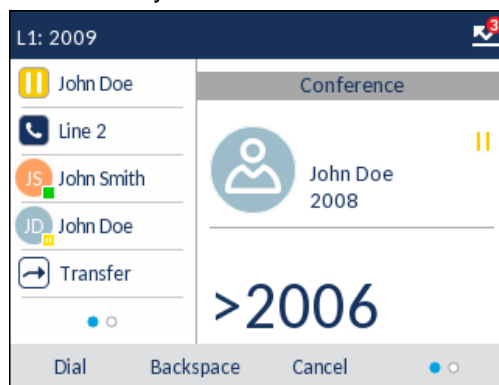 L1: 2009
3
John Doe
Line 2
JS John Smith
JD John Doe
Transfer
Conference
John Doe
2008
>2006
Dial Backspace Cancel